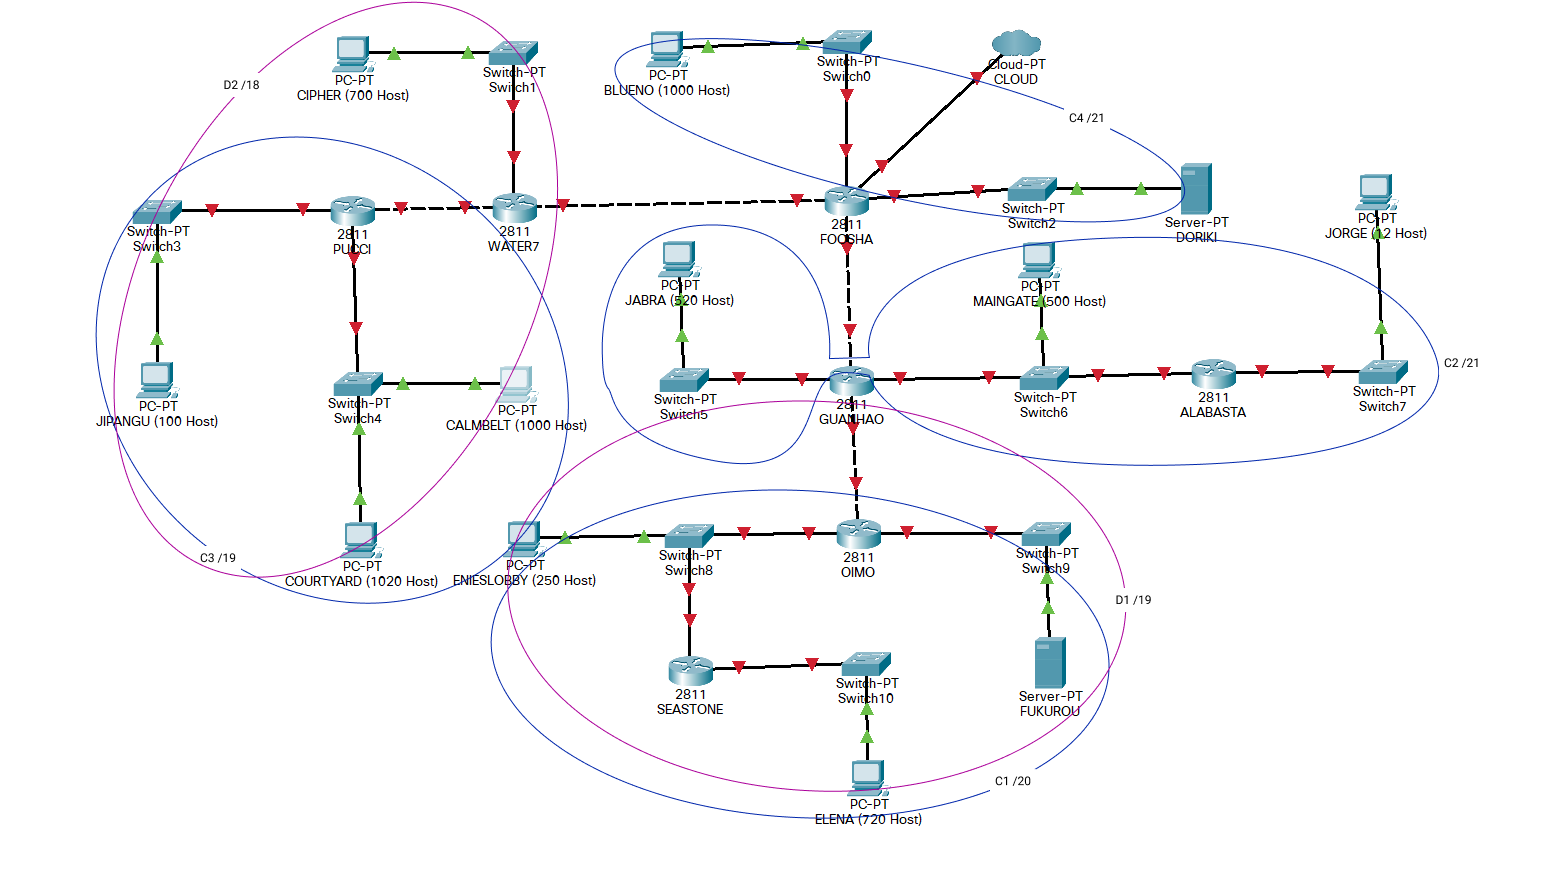 PC-PT
CIPHER (700 Host)
Switch-PT
Switch1
D2 /18
PC-PT
BLUENO (1000 Host)
Switch-PT
Switch0
Cloud-PT
CLOUD
C4 /21
Switch-PT
Switch3
2811
PUCCI
2811
WATER7
2811
FOOSHA
Switch-PT
Switch2
Server-PT
DORIKI
PC-PT
JORGE (12 Host)
PC-PT
JABRA (520 Host)
PC-PT
MAINGATE (500 Host)
PC-PT
JIPANGU (100 Host)
Switch-PT
Switch4
PC-PT
CALMBELT (1000 Host)
Switch-PT
Switch5
2811
GUANHAO
Switch-PT
Switch6
2811
ALABASTA
Switch-PT
Switch7
C2 /21
C3 /19
PC-PT
COURTYARD (1020 Host)
PC-PT
ENIESLOBBY (250 Host)
Switch-PT
Switch8
2811
OIMO
Switch-PT
Switch9
D1 /19
2811
SEASTONE
Switch-PT
Switch10
Server-PT
FUKUROU
C1 /20
PC-PT
ELENA (720 Host)